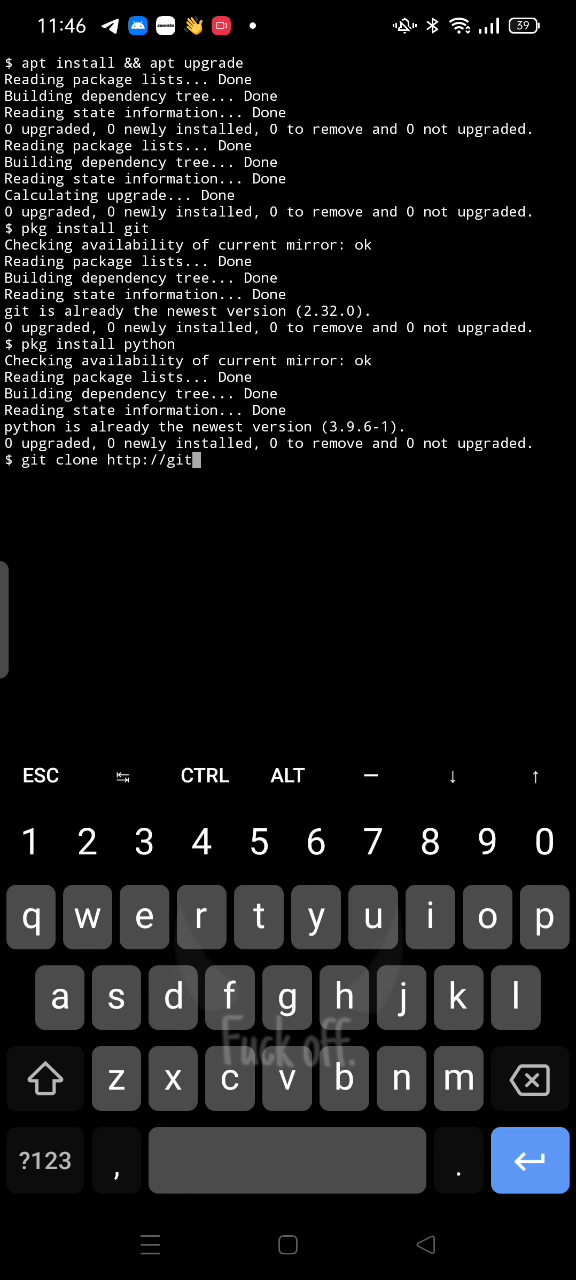 11:46
39
$ apt install && apt upgrade
Reading package lists... Done
Building dependency tree... Done
Reading state information... Done
0 upgraded, 0 newly installed, 0 to remove and 0 not upgraded.
Reading package lists... Done
Building dependency tree... Done
Reading state information... Done
Calculating upgrade... Done
0 upgraded, 0 newly installed, 0 to remove and 0 not upgraded.
$ pkg install git
Checking availability of current mirror: ok
Reading package lists... Done
Building dependency tree... Done
Reading state information... Done
git is already the newest version (2.32.0).
0 upgraded, 0 newly installed, 0 to remove and 0 not upgraded.
$ pkg install python
Checking availability of current mirror: ok
Reading package lists... Done
Building dependency tree... Done
Reading state information... Done
python is already the newest version (3.9.6-1).
0 upgraded, 0 newly installed, 0 to remove and 0 not upgraded.
$ git clone http://git
ESC ↹ CTRL ALT — ↓ ↑
1 2 3 4 5 6 7 8 9 0
q w e r t y u i o p
a s d f g h j k l
Fuck off.
z x c v b n m
?123 , .